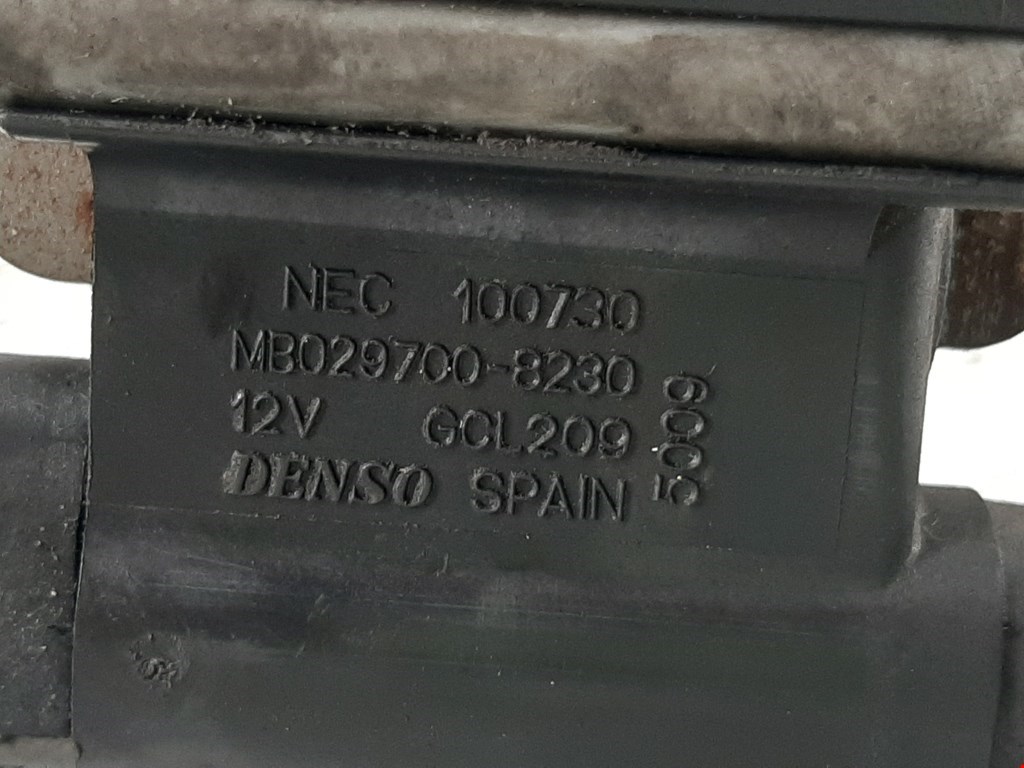 NEC 100730
MB029700-8230
12V GCL209
DENSO SPAIN
5009